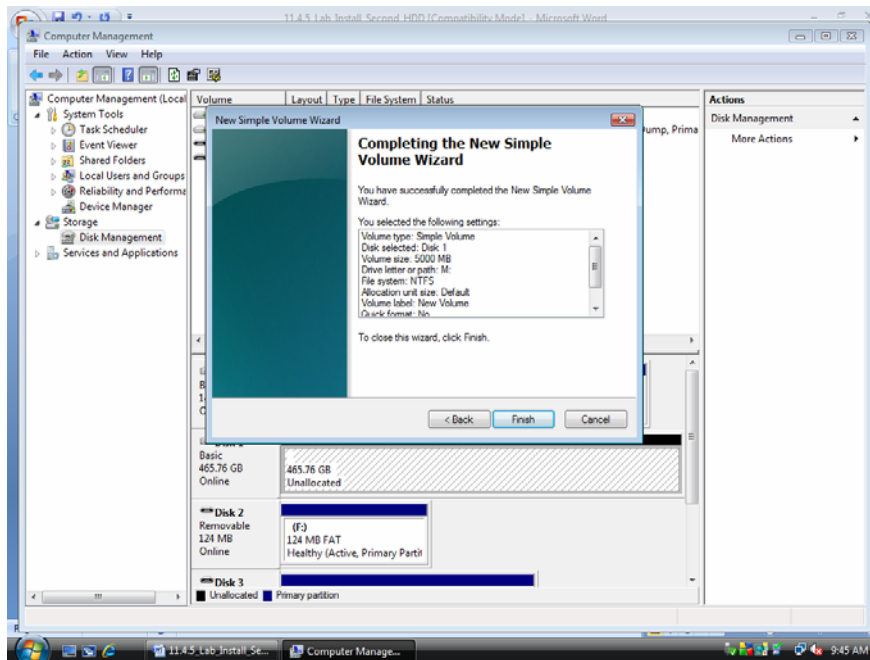 11.4.5 Lab Install Second HDD [Compatibility Mode] - Microsoft Word
Computer Management
File Action View Help
Computer Management (Local
System Tools
Task Scheduler
Event Viewer
Shared Folders
Local Users and Groups
Reliability and Performa
Device Manager
Storage
Disk Management
Services and Applications
Volume Layout Type File System Status
ump, Prima
Actions
Disk Management
More Actions
New Simple Volume Wizard
Completing the New Simple
Volume Wizard
You have successfully completed the New Simple Volume
Wizard.
You selected the following settings:
Volume type: Simple Volume
Disk selected: Disk 1
Volume size: 5000 MB
Drive letter or path: M:
File system: NTFS
Allocation unit size: Default
Volume label: New Volume
Quick format: No
To close this wizard, click Finish.
< Back Finish Cancel
Basic
465.76 GB
Online
465.76 GB
Unallocated
Disk 2
Removable
124 MB
Online
(F:)
124 MB FAT
Healthy (Active, Primary Partit
Disk 3
Unallocated Primary partition
11.4.5_Lab_Install_Se...
Computer Manage...
9:45 AM